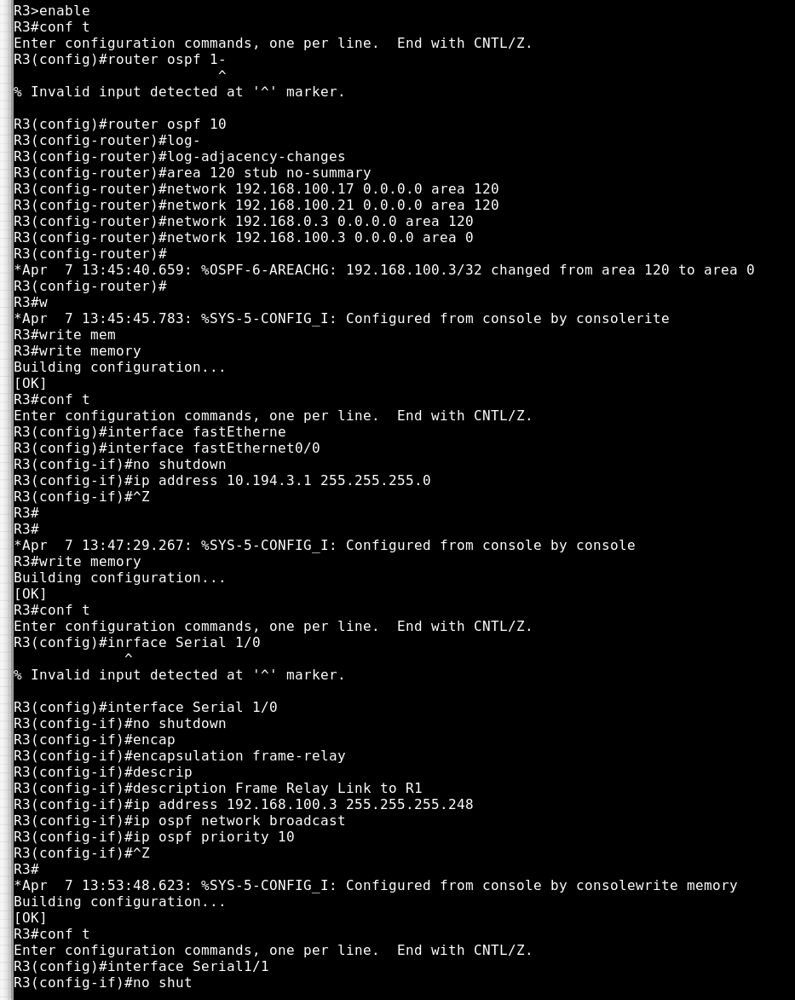 R3>enable
R3#conf t
Enter configuration commands, one per line.  End with CNTL/Z.
R3(config)#router ospf 1-
                        ^
% Invalid input detected at '^' marker.

R3(config)#router ospf 10
R3(config-router)#log-
R3(config-router)#log-adjacency-changes
R3(config-router)#area 120 stub no-summary
R3(config-router)#network 192.168.100.17 0.0.0.0 area 120
R3(config-router)#network 192.168.100.21 0.0.0.0 area 120
R3(config-router)#network 192.168.0.3 0.0.0.0 area 120
R3(config-router)#network 192.168.100.3 0.0.0.0 area 0
R3(config-router)#
*Apr  7 13:45:40.659: %OSPF-6-AREACHG: 192.168.100.3/32 changed from area 120 to area 0
R3(config-router)#
R3#w
*Apr  7 13:45:45.783: %SYS-5-CONFIG_I: Configured from console by consolerite
R3#write mem
R3#write memory
Building configuration...
[OK]
R3#conf t
Enter configuration commands, one per line.  End with CNTL/Z.
R3(config)#interface fastEtherne
R3(config)#interface fastEthernet0/0
R3(config-if)#no shutdown
R3(config-if)#ip address 10.194.3.1 255.255.255.0
R3(config-if)#^Z
R3#
R3#
*Apr  7 13:47:29.267: %SYS-5-CONFIG_I: Configured from console by console
R3#write memory
Building configuration...
[OK]
R3#conf t
Enter configuration commands, one per line.  End with CNTL/Z.
R3(config)#inrface Serial 1/0
             ^
% Invalid input detected at '^' marker.

R3(config)#interface Serial 1/0
R3(config-if)#no shutdown
R3(config-if)#encap
R3(config-if)#encapsulation frame-relay
R3(config-if)#descrip
R3(config-if)#description Frame Relay Link to R1
R3(config-if)#ip address 192.168.100.3 255.255.255.248
R3(config-if)#ip ospf network broadcast
R3(config-if)#ip ospf priority 10
R3(config-if)#^Z
R3#
*Apr  7 13:53:48.623: %SYS-5-CONFIG_I: Configured from console by consolewrite memory
Building configuration...
[OK]
R3#conf t
Enter configuration commands, one per line.  End with CNTL/Z.
R3(config)#interface Serial1/1
R3(config-if)#no shut